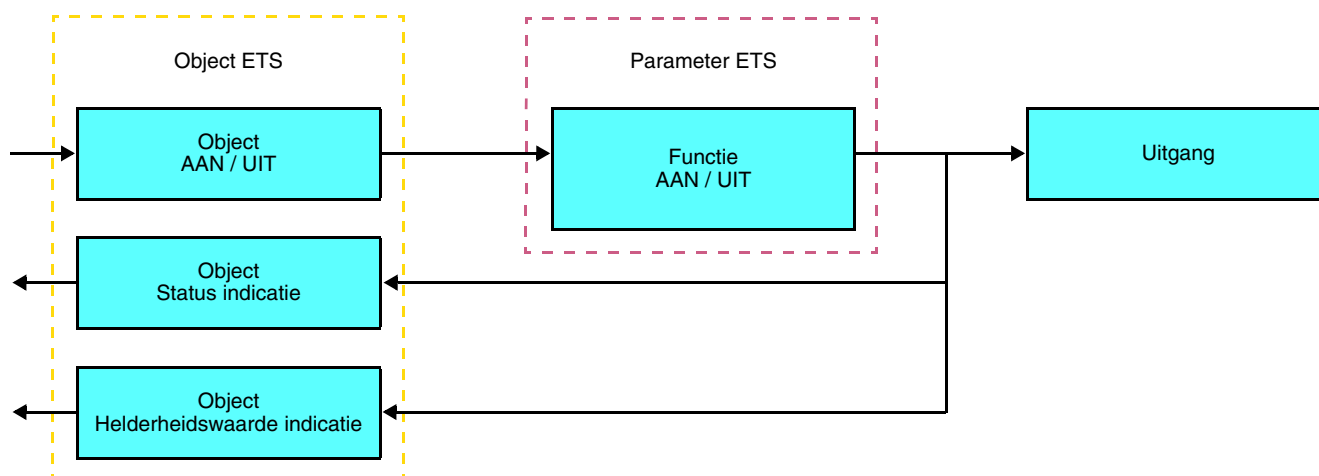 Object ETS
Parameter ETS
Object
AAN / UIT
Functie
AAN / UIT
Uitgang
Object
Status indicatie
Object
Helderheidswaarde indicatie